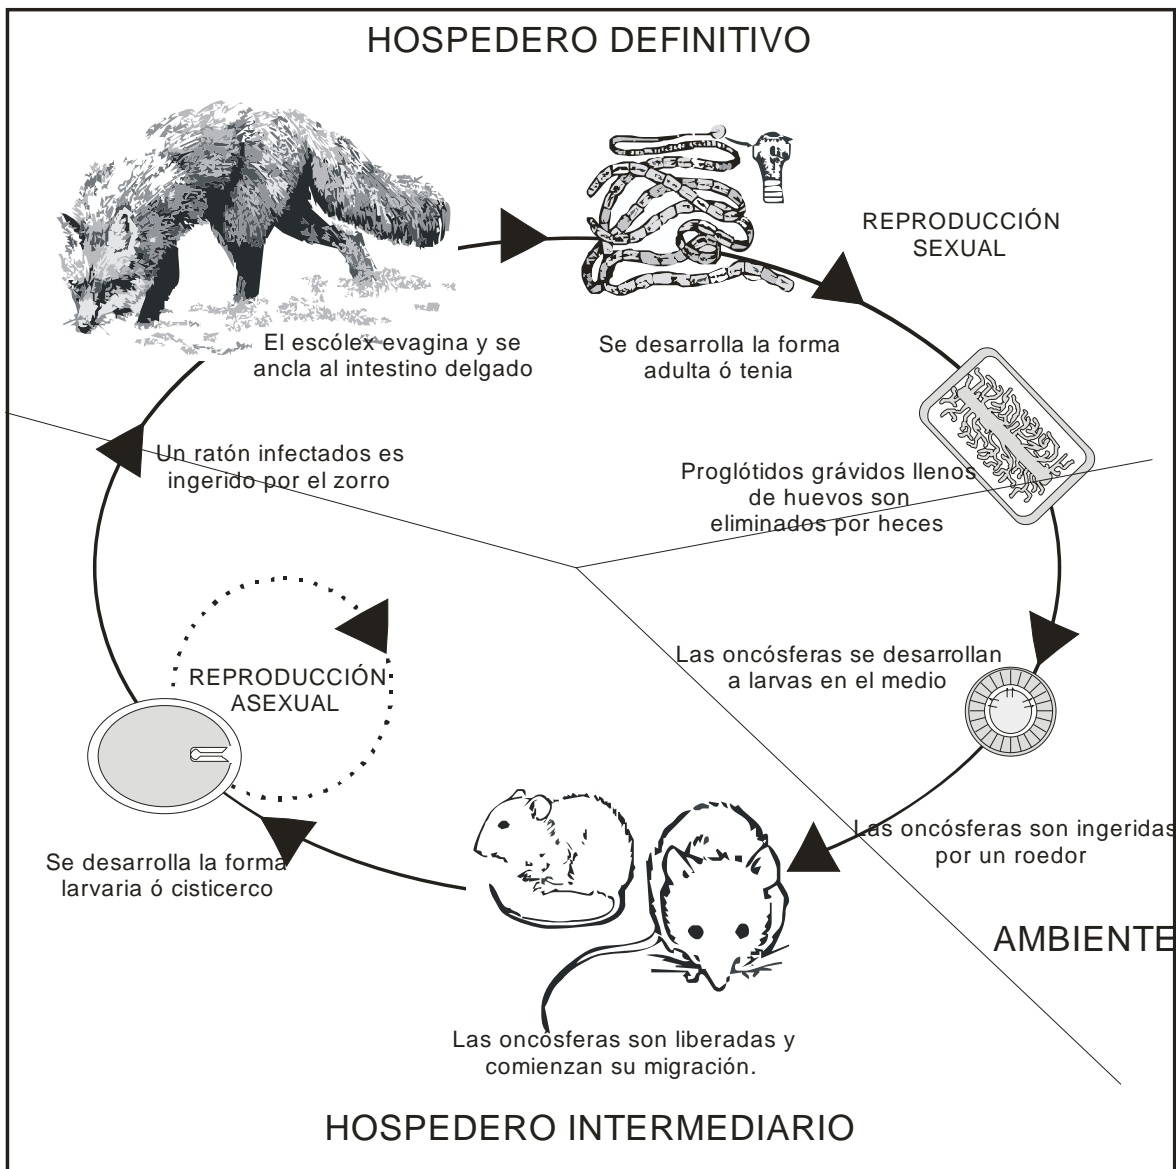 HOSPEDERO DEFINITIVO
REPRODUCCIÓN
SEXUAL
El escólex evagina y se
ancla al intestino delgado
Se desarrolla la forma
adulta ó tenia
Un ratón infectados es
ingerido por el zorro
Proglótidos grávidos llenos
de huevos son
eliminados por heces
REPRODUCCIÓN
ASEXUAL
Las oncósferas se desarrollan
a larvas en el medio
Las oncósferas son ingeridas
por un roedor
Se desarrolla la forma
larvaria ó cisticerco
AMBIENTE
Las oncósferas son liberadas y
comienzan su migración.
HOSPEDERO INTERMEDIARIO